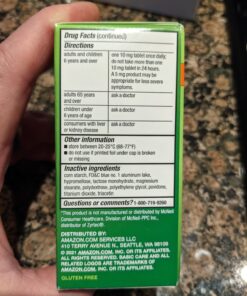 Drug Facts (continued)
Directions
adults and children 6 years and over
one 10 mg tablet once daily;
do not take more than one
10 mg tablet in 24 hours.
A 5 mg product may be
appropriate for less severe
symptoms.
adults 65 years and over
ask a doctor
children under 6 years of age
ask a doctor
consumers with liver or kidney disease
ask a doctor
Other information
■ store between 20-25°C (68-77°F)
■ do not use if printed foil under cap is broken
or missing
Inactive ingredients
corn starch, FD&C blue no. 1 aluminum lake,
hypromellose, lactose monohydrate, magnesium
stearate, polydextrose, polyethylene glycol, povidone,
titanium dioxide, triacetin
Questions or comments? 1-800-719-9260
*This product is not manufactured or distributed by McNeil
Consumer Healthcare, Division of McNeil-PPC Inc.,
distributor of Zyrtec®.
DISTRIBUTED BY:
AMAZON.COM SERVICES LLC
410 TERRY AVENUE N., SEATTLE, WA 98109
© 2021 AMAZON.COM, INC. OR ITS AFFILIATES.
ALL RIGHTS RESERVED. BASIC CARE AND ALL
RELATED LOGOS ARE TRADEMARKS OF
AMAZON.COM, INC. OR ITS AFFILIATES.
GLUTEN FREE